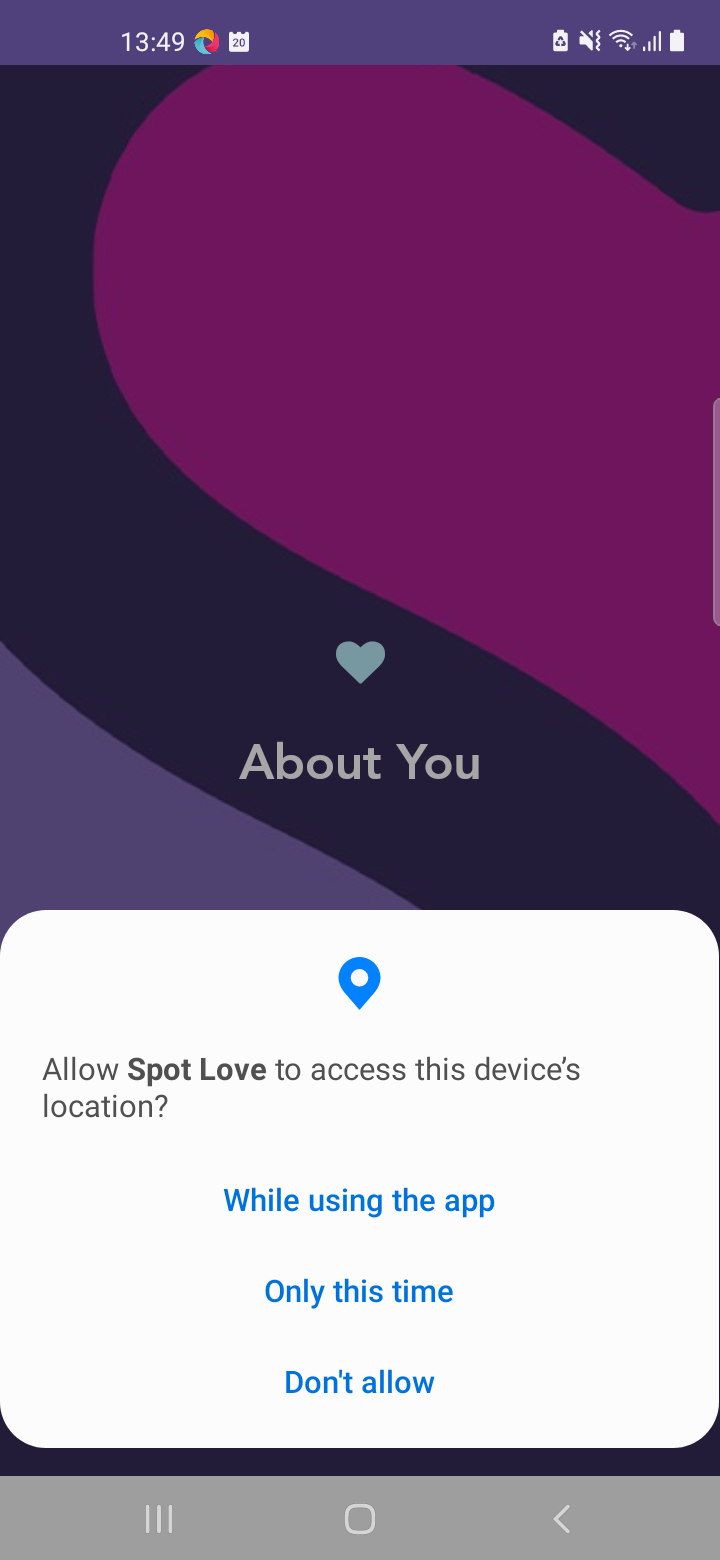 13:49
20
About You
Allow Spot Love to access this device’s
location?
While using the app
Only this time
Don't allow